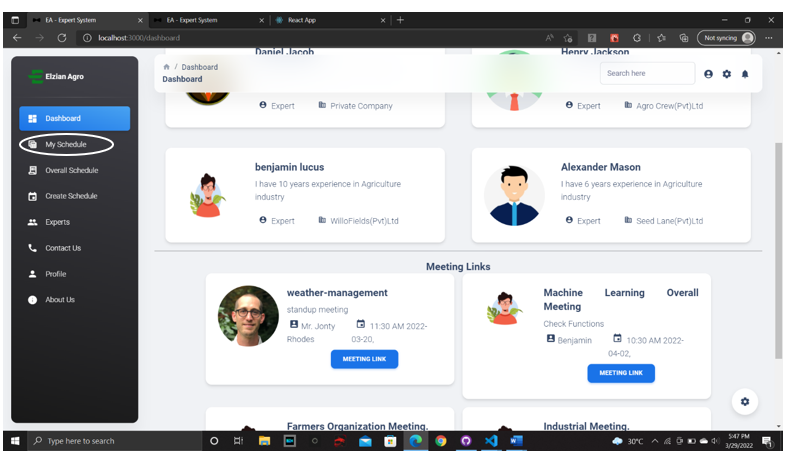 EA - Expert System
EA - Expert System
React App
localhost:3000/dashboard
Not syncing
Elzian Agro
Dashboard
My Schedule
Overall Schedule
Create Schedule
Experts
Contact Us
Profile
About Us
/ Dashboard
Dashboard
Search here
Daniel Jacob
Expert Private Company
Henry Jackson
Expert Agro Crew(Pvt)Ltd
benjamin lucus
I have 10 years experience in Agriculture
industry
Expert WilloFields(Pvt)Ltd
Alexander Mason
I have 6 years experience in Agriculture
industry
Expert Seed Lane(Pvt)Ltd
Meeting Links
weather-management
standup meeting
Mr. Jonty 11:30 AM 2022-
Rhodes 03-20,
MEETING LINK
Machine Learning Overall
Meeting
Check Functions
Benjamin 10:30 AM 2022-
04-02,
MEETING LINK
Farmers Organization Meeting.
Industrial Meeting.
Type here to search
30°C
5:47 PM
3/29/2022